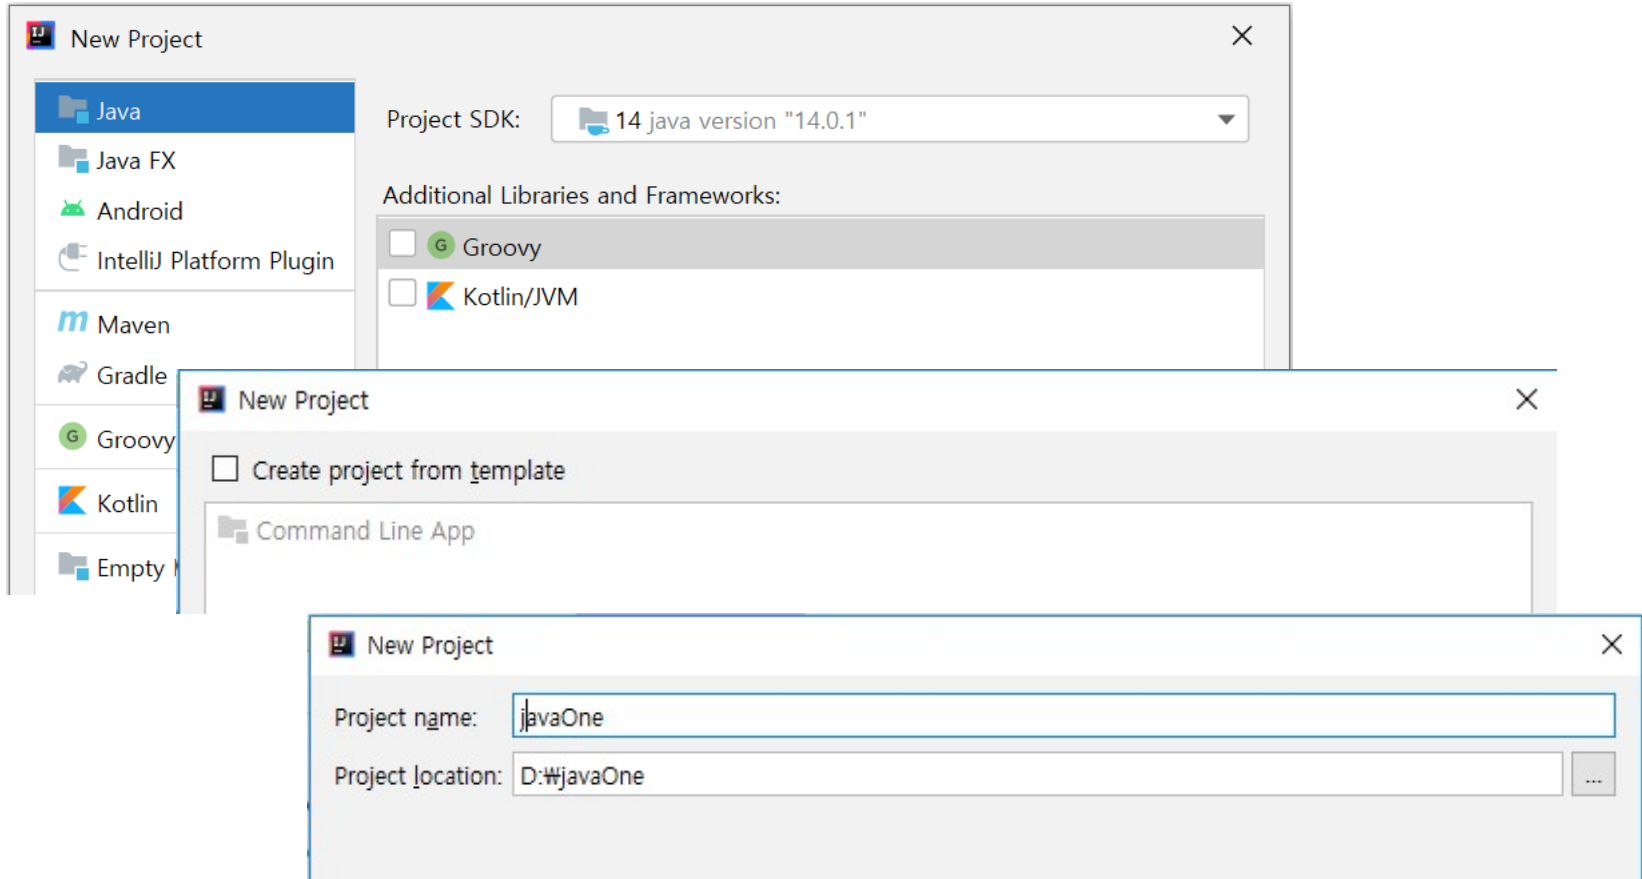 New Project
Java
Java FX
Android
IntelliJ Platform Plugin
Maven
Gradle
Groovy
Kotlin
Empty
Project SDK: 14 java version "14.0.1"
Additional Libraries and Frameworks:
G Groovy
Kotlin/JVM
New Project
Create project from template
Command Line App
New Project
Project name: javaOne
Project location: D:₩javaOne ...